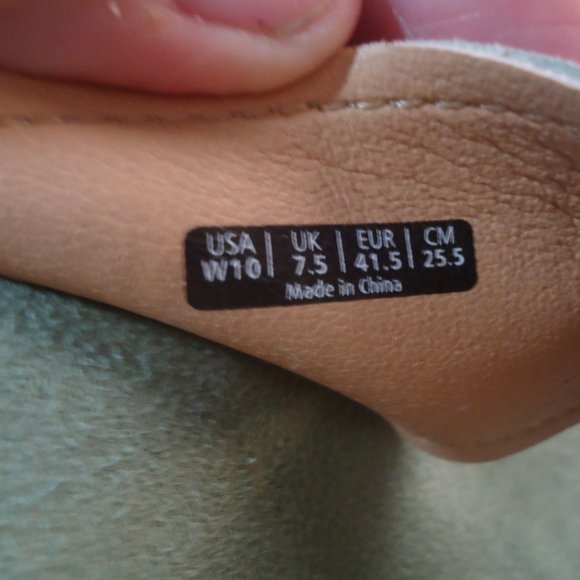 USA | UK | EUR | CM
W10 | 7.5 | 41.5 | 25.5
Made in China